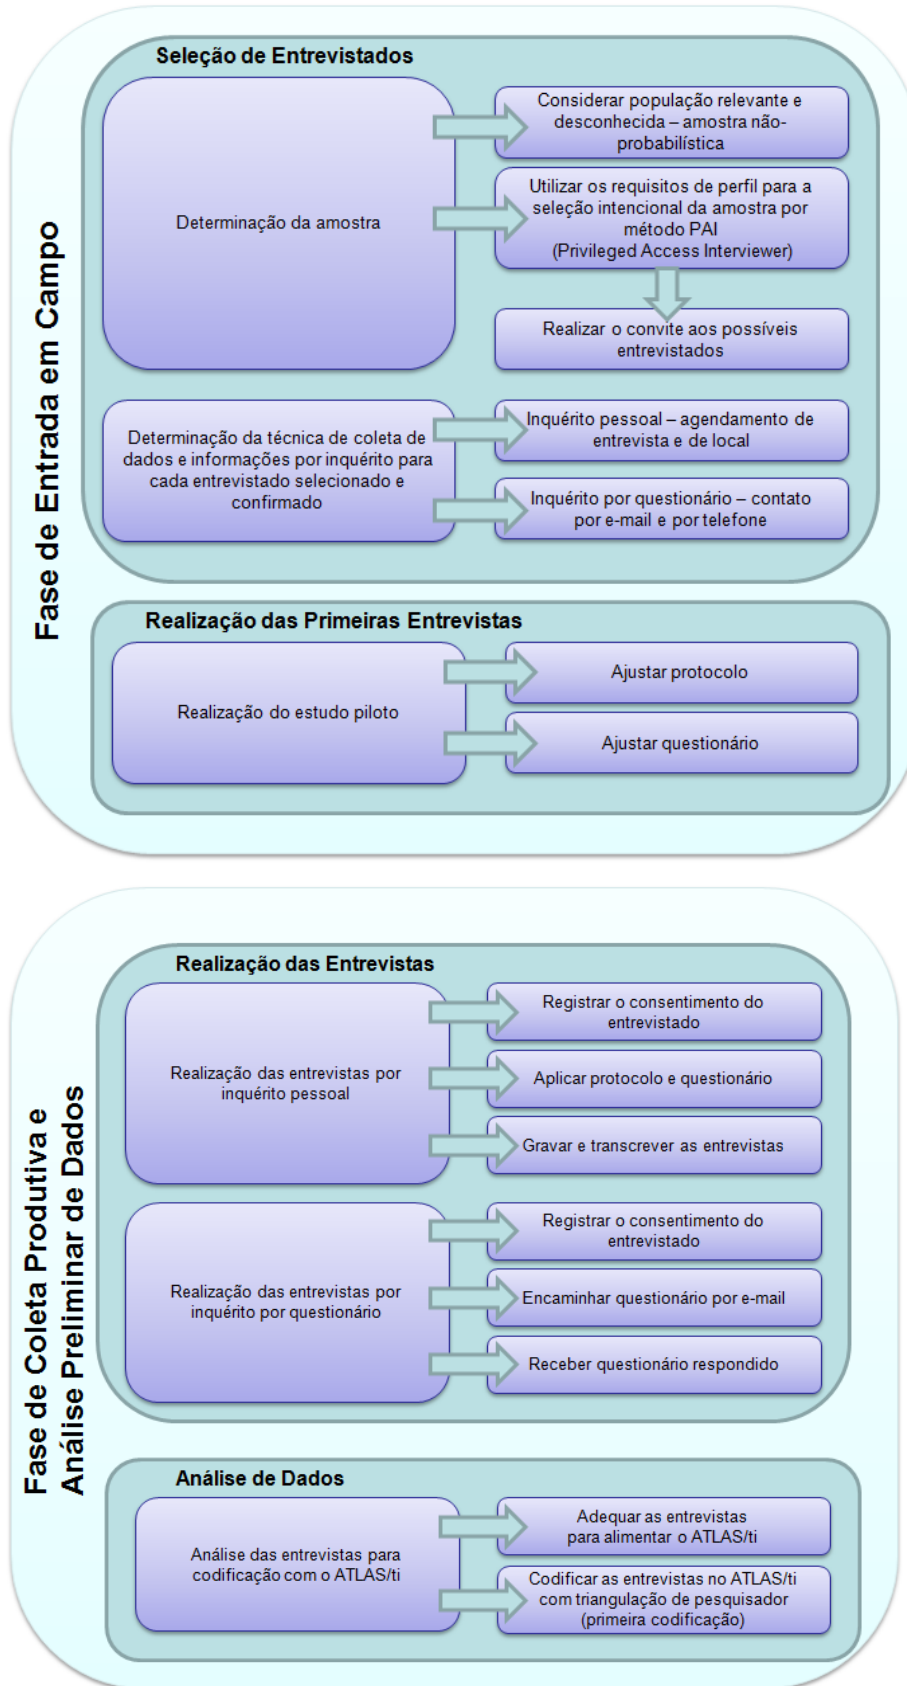 Fase de Entrada em Campo
Seleção de Entrevistados
Determinação da amostra
Considerar população relevante e
desconhecida – amostra não-
probabilística
Utilizar os requisitos de perfil para a
seleção intencional da amostra por
método PAI
(Privileged Access Interviewer)
Realizar o convite aos possíveis
entrevistados
Determinação da técnica de coleta de
dados e informações por inquérito para
cada entrevistado selecionado e
confirmado
Inquérito pessoal – agendamento de
entrevista e de local
Inquérito por questionário – contato
por e-mail e por telefone
Realização das Primeiras Entrevistas
Realização do estudo piloto
Ajustar protocolo
Ajustar questionário
Fase de Coleta Produtiva e
Análise Preliminar de Dados
Realização das Entrevistas
Realização das entrevistas por
inquérito pessoal
Registrar o consentimento do
entrevistado
Aplicar protocolo e questionário
Gravar e transcrever as entrevistas
Realização das entrevistas por
inquérito por questionário
Registrar o consentimento do
entrevistado
Encaminhar questionário por e-mail
Receber questionário respondido
Análise de Dados
Análise das entrevistas para
codificação com o ATLAS/ti
Adequar as entrevistas
para alimentar o ATLAS/ti
Codificar as entrevistas no ATLAS/ti
com triangulação de pesquisador
(primeira codificação)